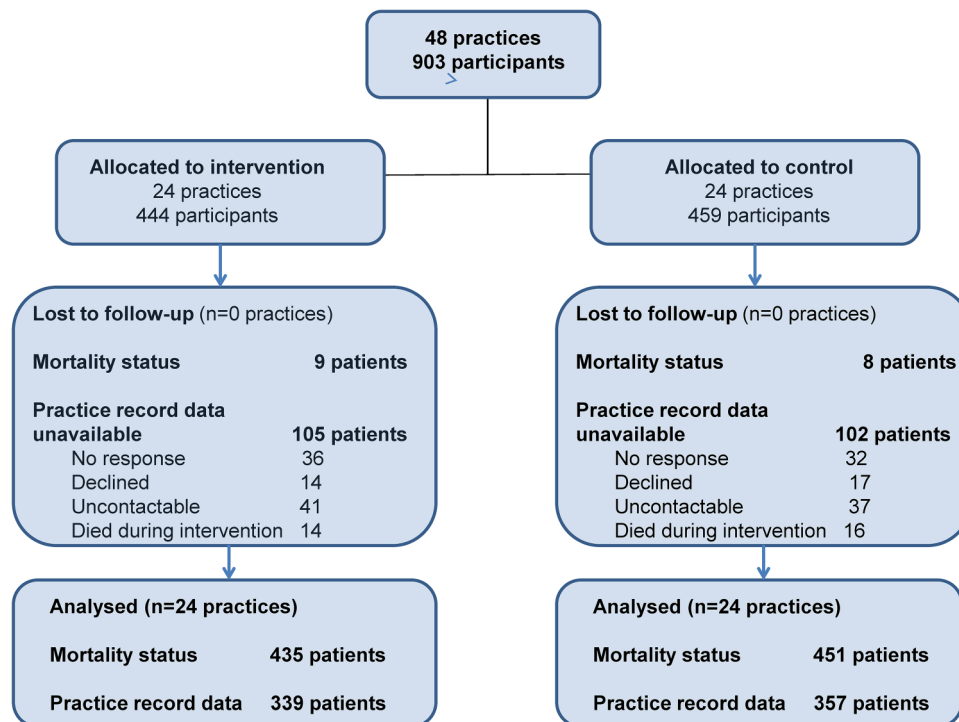 48 practices
903 participants
Allocated to intervention
24 practices
444 participants
Allocated to control
24 practices
459 participants
Lost to follow-up (n=0 practices)
Mortality status 9 patients
Practice record data
unavailable 105 patients
No response 36
Declined 14
Uncontactable 41
Died during intervention 14
Lost to follow-up (n=0 practices)
Mortality status 8 patients
Practice record data
unavailable 102 patients
No response 32
Declined 17
Uncontactable 37
Died during intervention 16
Analysed (n=24 practices)
Mortality status 435 patients
Practice record data 339 patients
Analysed (n=24 practices)
Mortality status 451 patients
Practice record data 357 patients